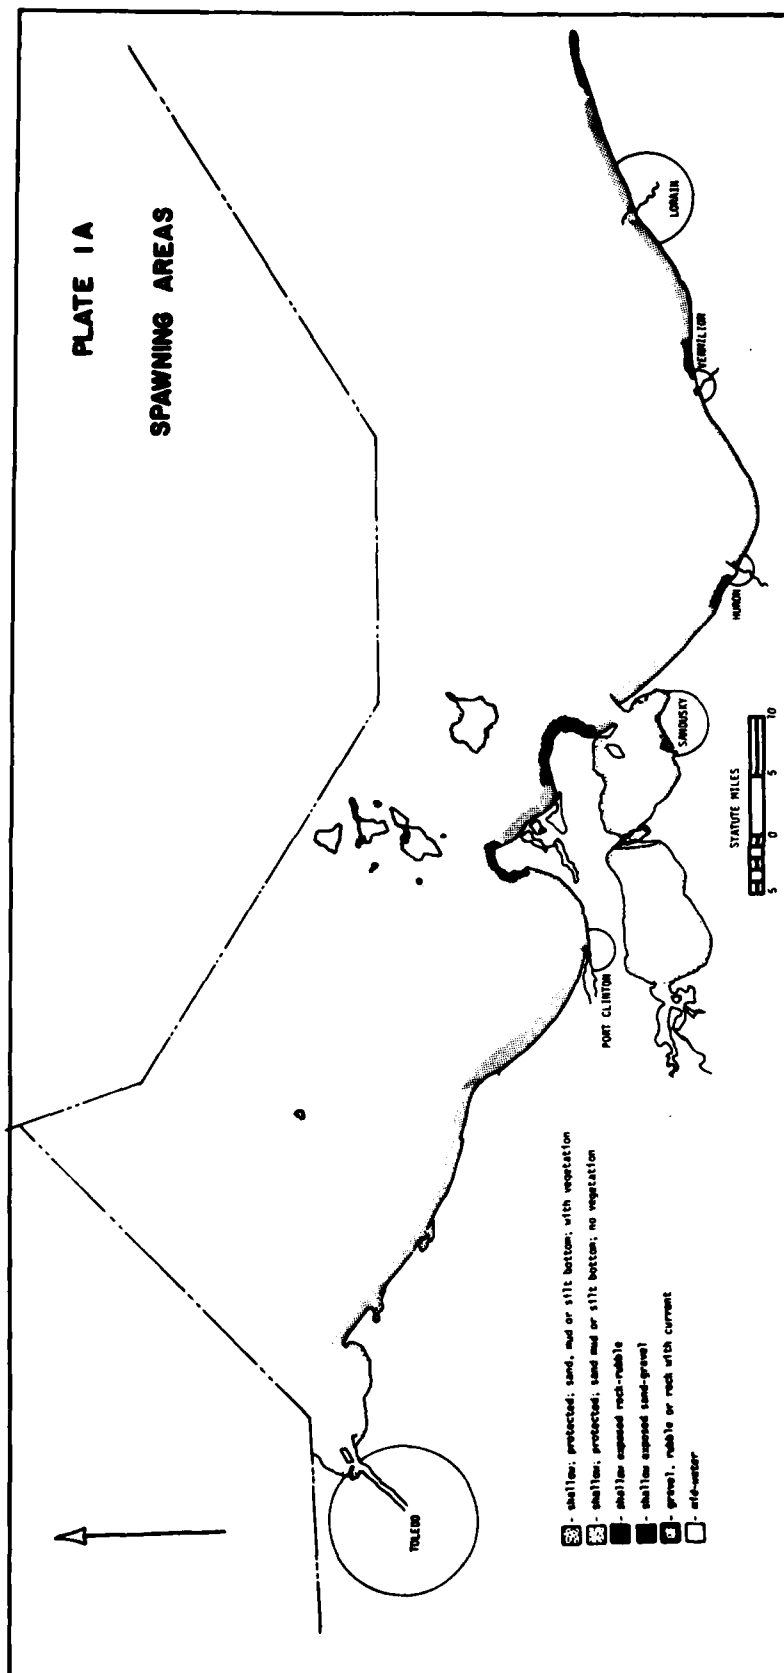 PLATE 1A
SPAWNING AREAS
TOLEDO
PORT CLINTON
SANDUSKY
HURON
VERMILION
LORAIN
STATUTE MILES
5 0 5 10
- shallow; protected; sand, mud or silt bottom; with vegetation
- shallow; protected; sand mud or silt bottom; no vegetation
- shallow exposed rock-rubble
- shallow exposed sand-gravel
- gravel, rubble or rock with current
- mid-water